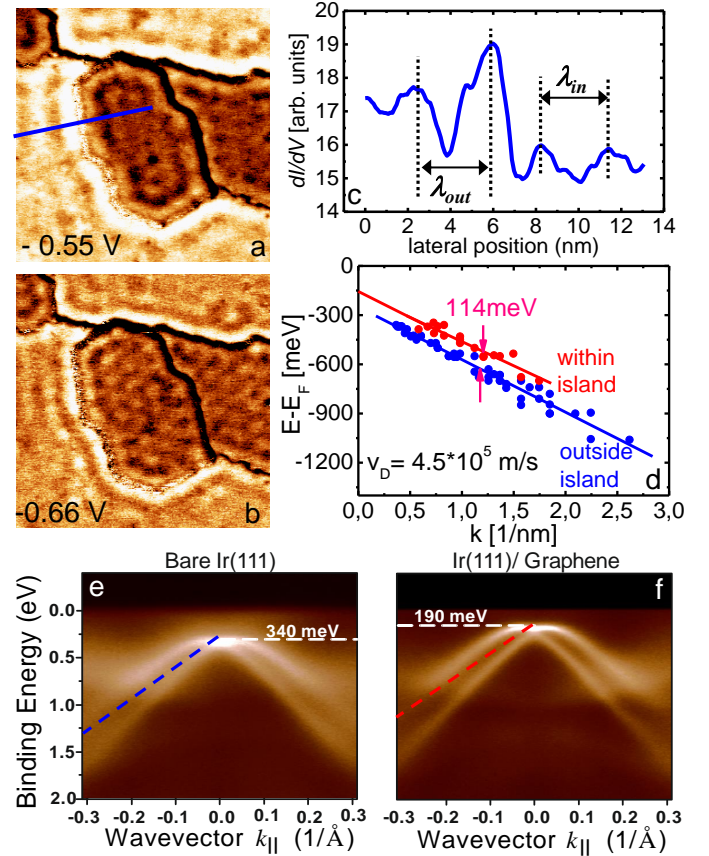 - 0.55 V
a
-0.66 V
b
19
18
17
16
15
14
dI/dV [arb. units]
λin
λout
c
0 2 4 6 8 10 12 14
lateral position (nm)
0
-300
-600
-900
-1200
E-EF [meV]
114meV
within
island
outside
island
vD= 4.5*10⁵ m/s
d
0,0 0,5 1,0 1,5 2,0 2,5 3,0
k [1/nm]
Bare Ir(111)
e
340 meV
0.0
0.5
1.0
1.5
2.0
Binding Energy (eV)
-0.3 -0.2 -0.1 0.0 0.1 0.2 0.3
Wavevector k|| (1/Å)
Ir(111)/ Graphene
f
190 meV
-0.3 -0.2 -0.1 0.0 0.1 0.2 0.3
Wavevector k|| (1/Å)